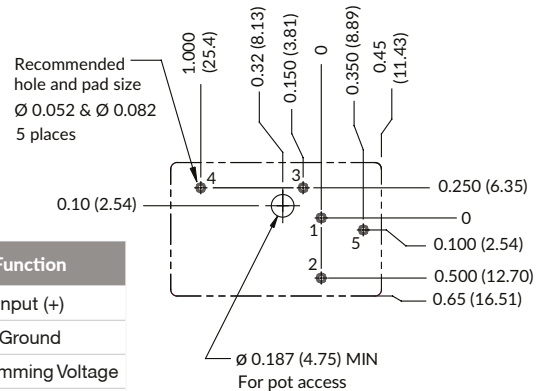 1.000
(25.4)
0.32 (8.13)
0.150 (3.81)
0
0.350 (8.89)
0.45
(11.43)
Recommended
hole and pad size
Ø 0.052 & Ø 0.082
5 places
4
3
0.250 (6.35)
0.10 (2.54)
0
1
5
0.100 (2.54)
2
0.500 (12.70)
0.65 (16.51)
Ø 0.187 (4.75) MIN
For pot access
(+)
Ground
Voltage